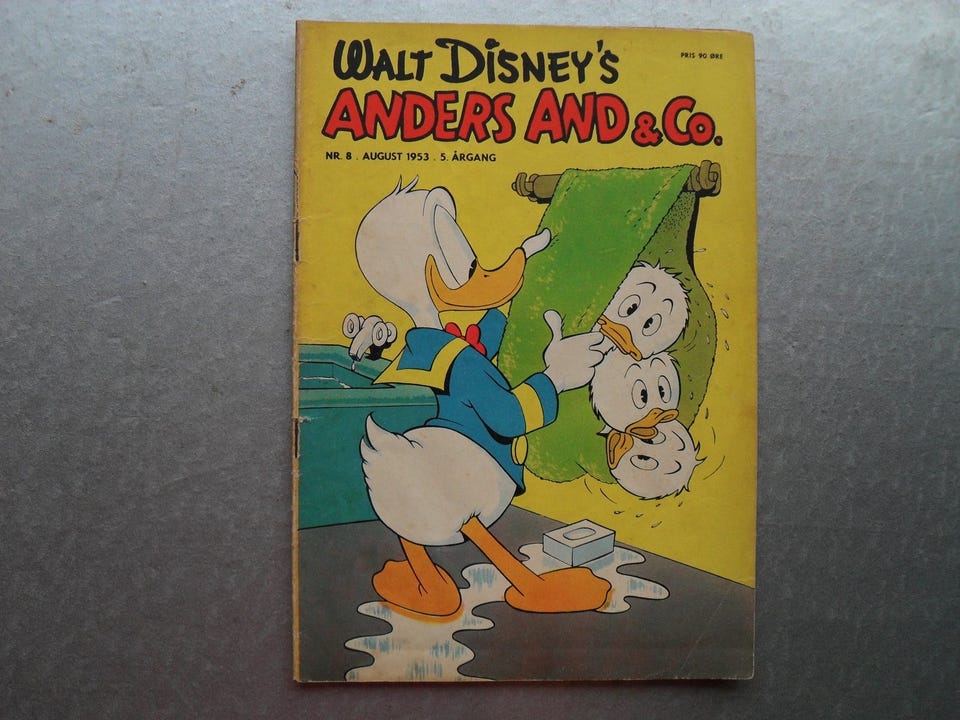 WALT DISNEY'S
PRIS 90 ØRE
ANDERS AND & CO.
NR. 8 . AUGUST 1953 . 5. ÅRGANG